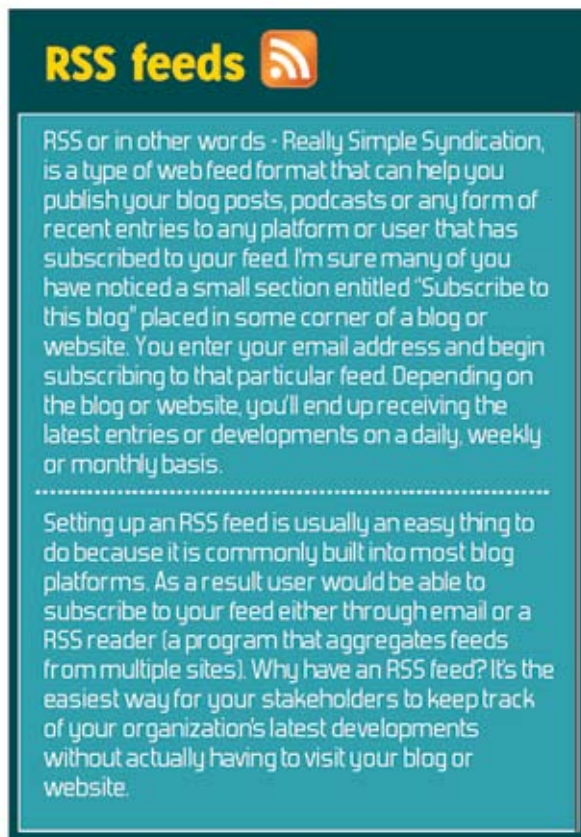 RSS feeds
RSS or in other words - Really Simple Syndication,
is a type of web feed format that can help you
publish your blog posts, podcasts or any form of
recent entries to any platform or user that has
subscribed to your feed. I'm sure many of you
have noticed a small section entitled "Subscribe to
this blog" placed in some corner of a blog or
website. You enter your email address and begin
subscribing to that particular feed. Depending on
the blog or website, you'll end up receiving the
latest entries or developments on a daily, weekly
or monthly basis.
Setting up an RSS feed is usually an easy thing to
do because it is commonly built into most blog
platforms. As a result user would be able to
subscribe to your feed either through email or a
RSS reader (a program that aggregates feeds
from multiple sites). Why have an RSS feed? It's the
easiest way for your stakeholders to keep track
of your organization's latest developments
without actually having to visit your blog or
website.